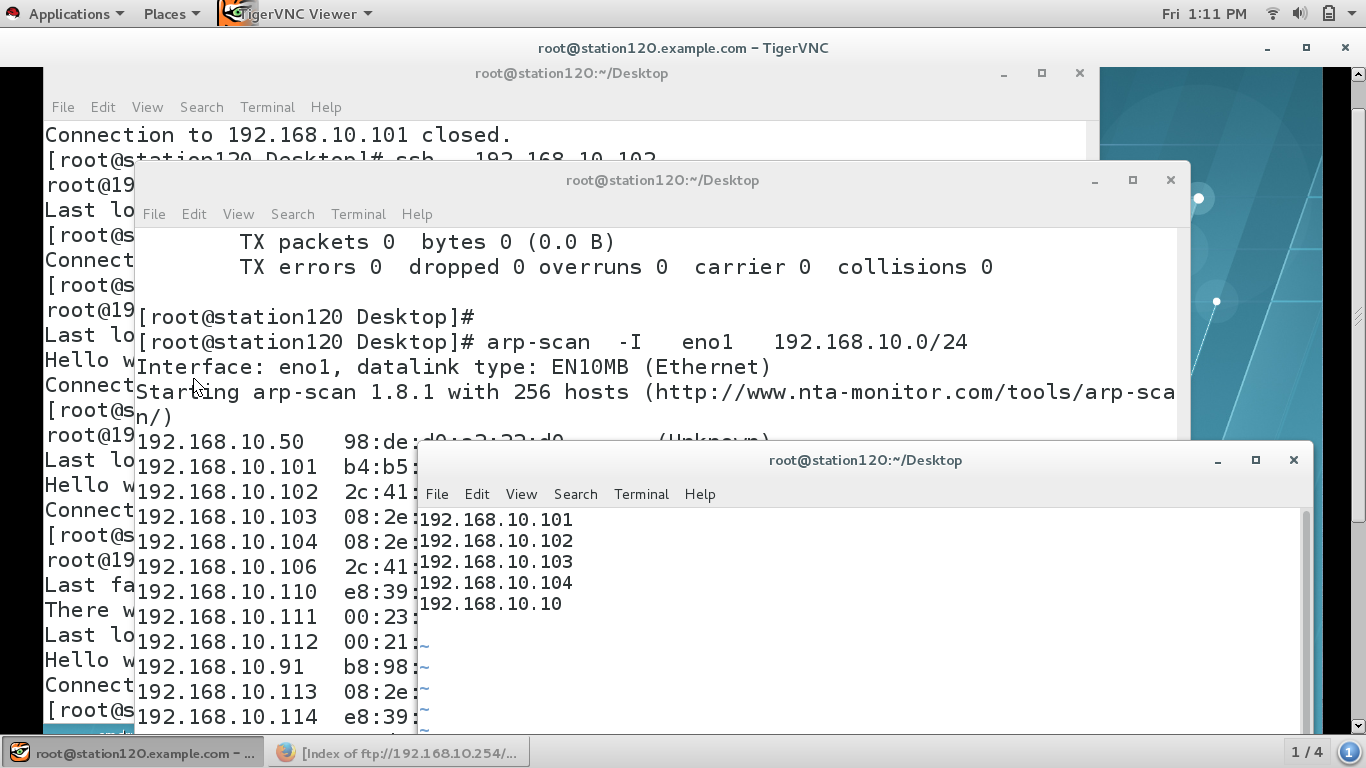 Applications Places TigerVNC Viewer Fri 1:11 PM
root@station120.example.com – TigerVNC
root@station120:~/Desktop
File Edit View Search Terminal Help
Connection to 192.168.10.101 closed.
[root@station120 Desktop]# ssh 192.168.10.102
root@19
Last lo
[root@s
Connect
[root@s
root@19
Last lo
Hello w
Connect
[root@s
root@19
Last lo
Hello w
Connect
[root@s
root@19
Last fa
There w
Last lo
Hello w
Connect
[root@s
root@station120:~/Desktop
File Edit View Search Terminal Help
TX packets 0 bytes 0 (0.0 B)
TX errors 0 dropped 0 overruns 0 carrier 0 collisions 0
[root@station120 Desktop]#
[root@station120 Desktop]# arp-scan -I eno1 192.168.10.0/24
Interface: eno1, datalink type: EN10MB (Ethernet)
Starting arp-scan 1.8.1 with 256 hosts (http://www.nta-monitor.com/tools/arp-sca
n/)
192.168.10.50 98:de: (Unknown)
192.168.10.101 b4:b5:
192.168.10.102 2c:41:
192.168.10.103 08:2e:
192.168.10.104 08:2e:
192.168.10.106 2c:41:
192.168.10.110 e8:39:
192.168.10.111 00:23:
192.168.10.112 00:21:
192.168.10.91 b8:98:
192.168.10.113 08:2e:
192.168.10.114 e8:39:
root@station120:~/Desktop
File Edit View Search Terminal Help
192.168.10.101
192.168.10.102
192.168.10.103
192.168.10.104
192.168.10.10
~
~
~
~
~
root@station120.example.com – ...
[Index of ftp://192.168.10.254/...
1 / 4 1